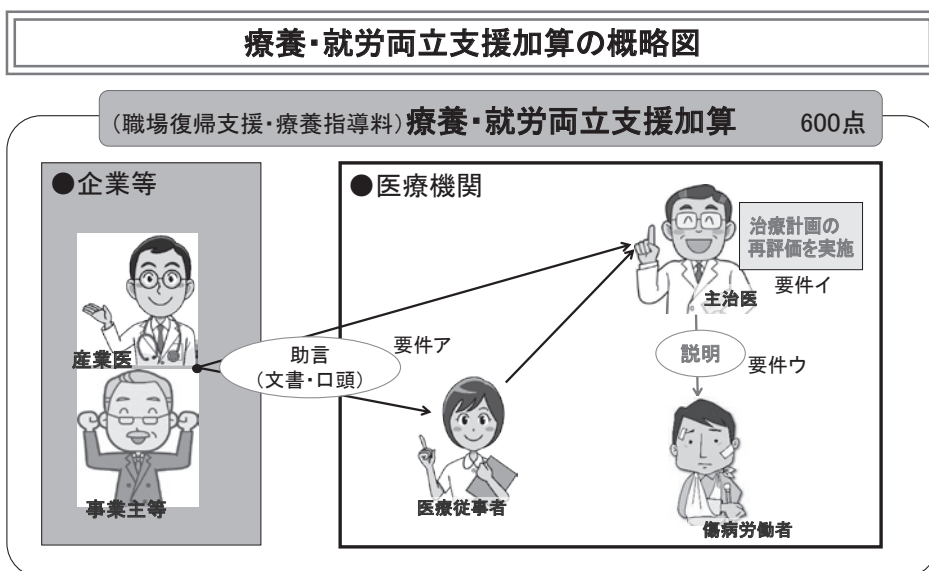 療養・就労両立支援加算の概略図
（職場復帰支援・療養指導料）療養・就労両立支援加算 600点
●企業等
産業医
事業主等
助言
（文書・口頭）
要件ア
●医療機関
医療従事者
主治医
治療計画の
再評価を実施
要件イ
説明
要件ウ
傷病労働者